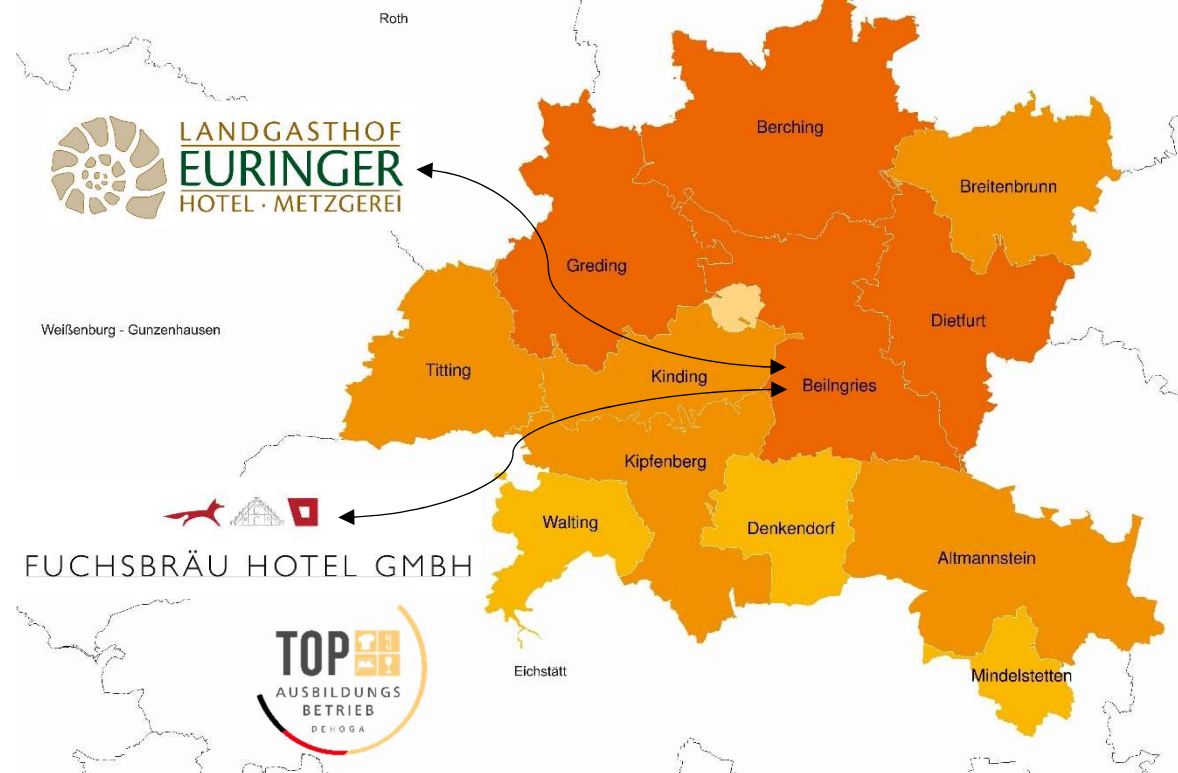 Roth
Berching
LANDGASTHOF
EURINGER
HOTEL · METZGEREI
Breitenbrunn
Greding
Dietfurt
Weißenburg - Gunzenhausen
Titting
Kinding
Beilngries
Kipfenberg
Walting
Denkendorf
Altmannstein
FUCHSBRÄU HOTEL GMBH
TOP
AUSBILDUNGS
BETRIEB
DEHOGA
Eichstätt
Mindelstetten